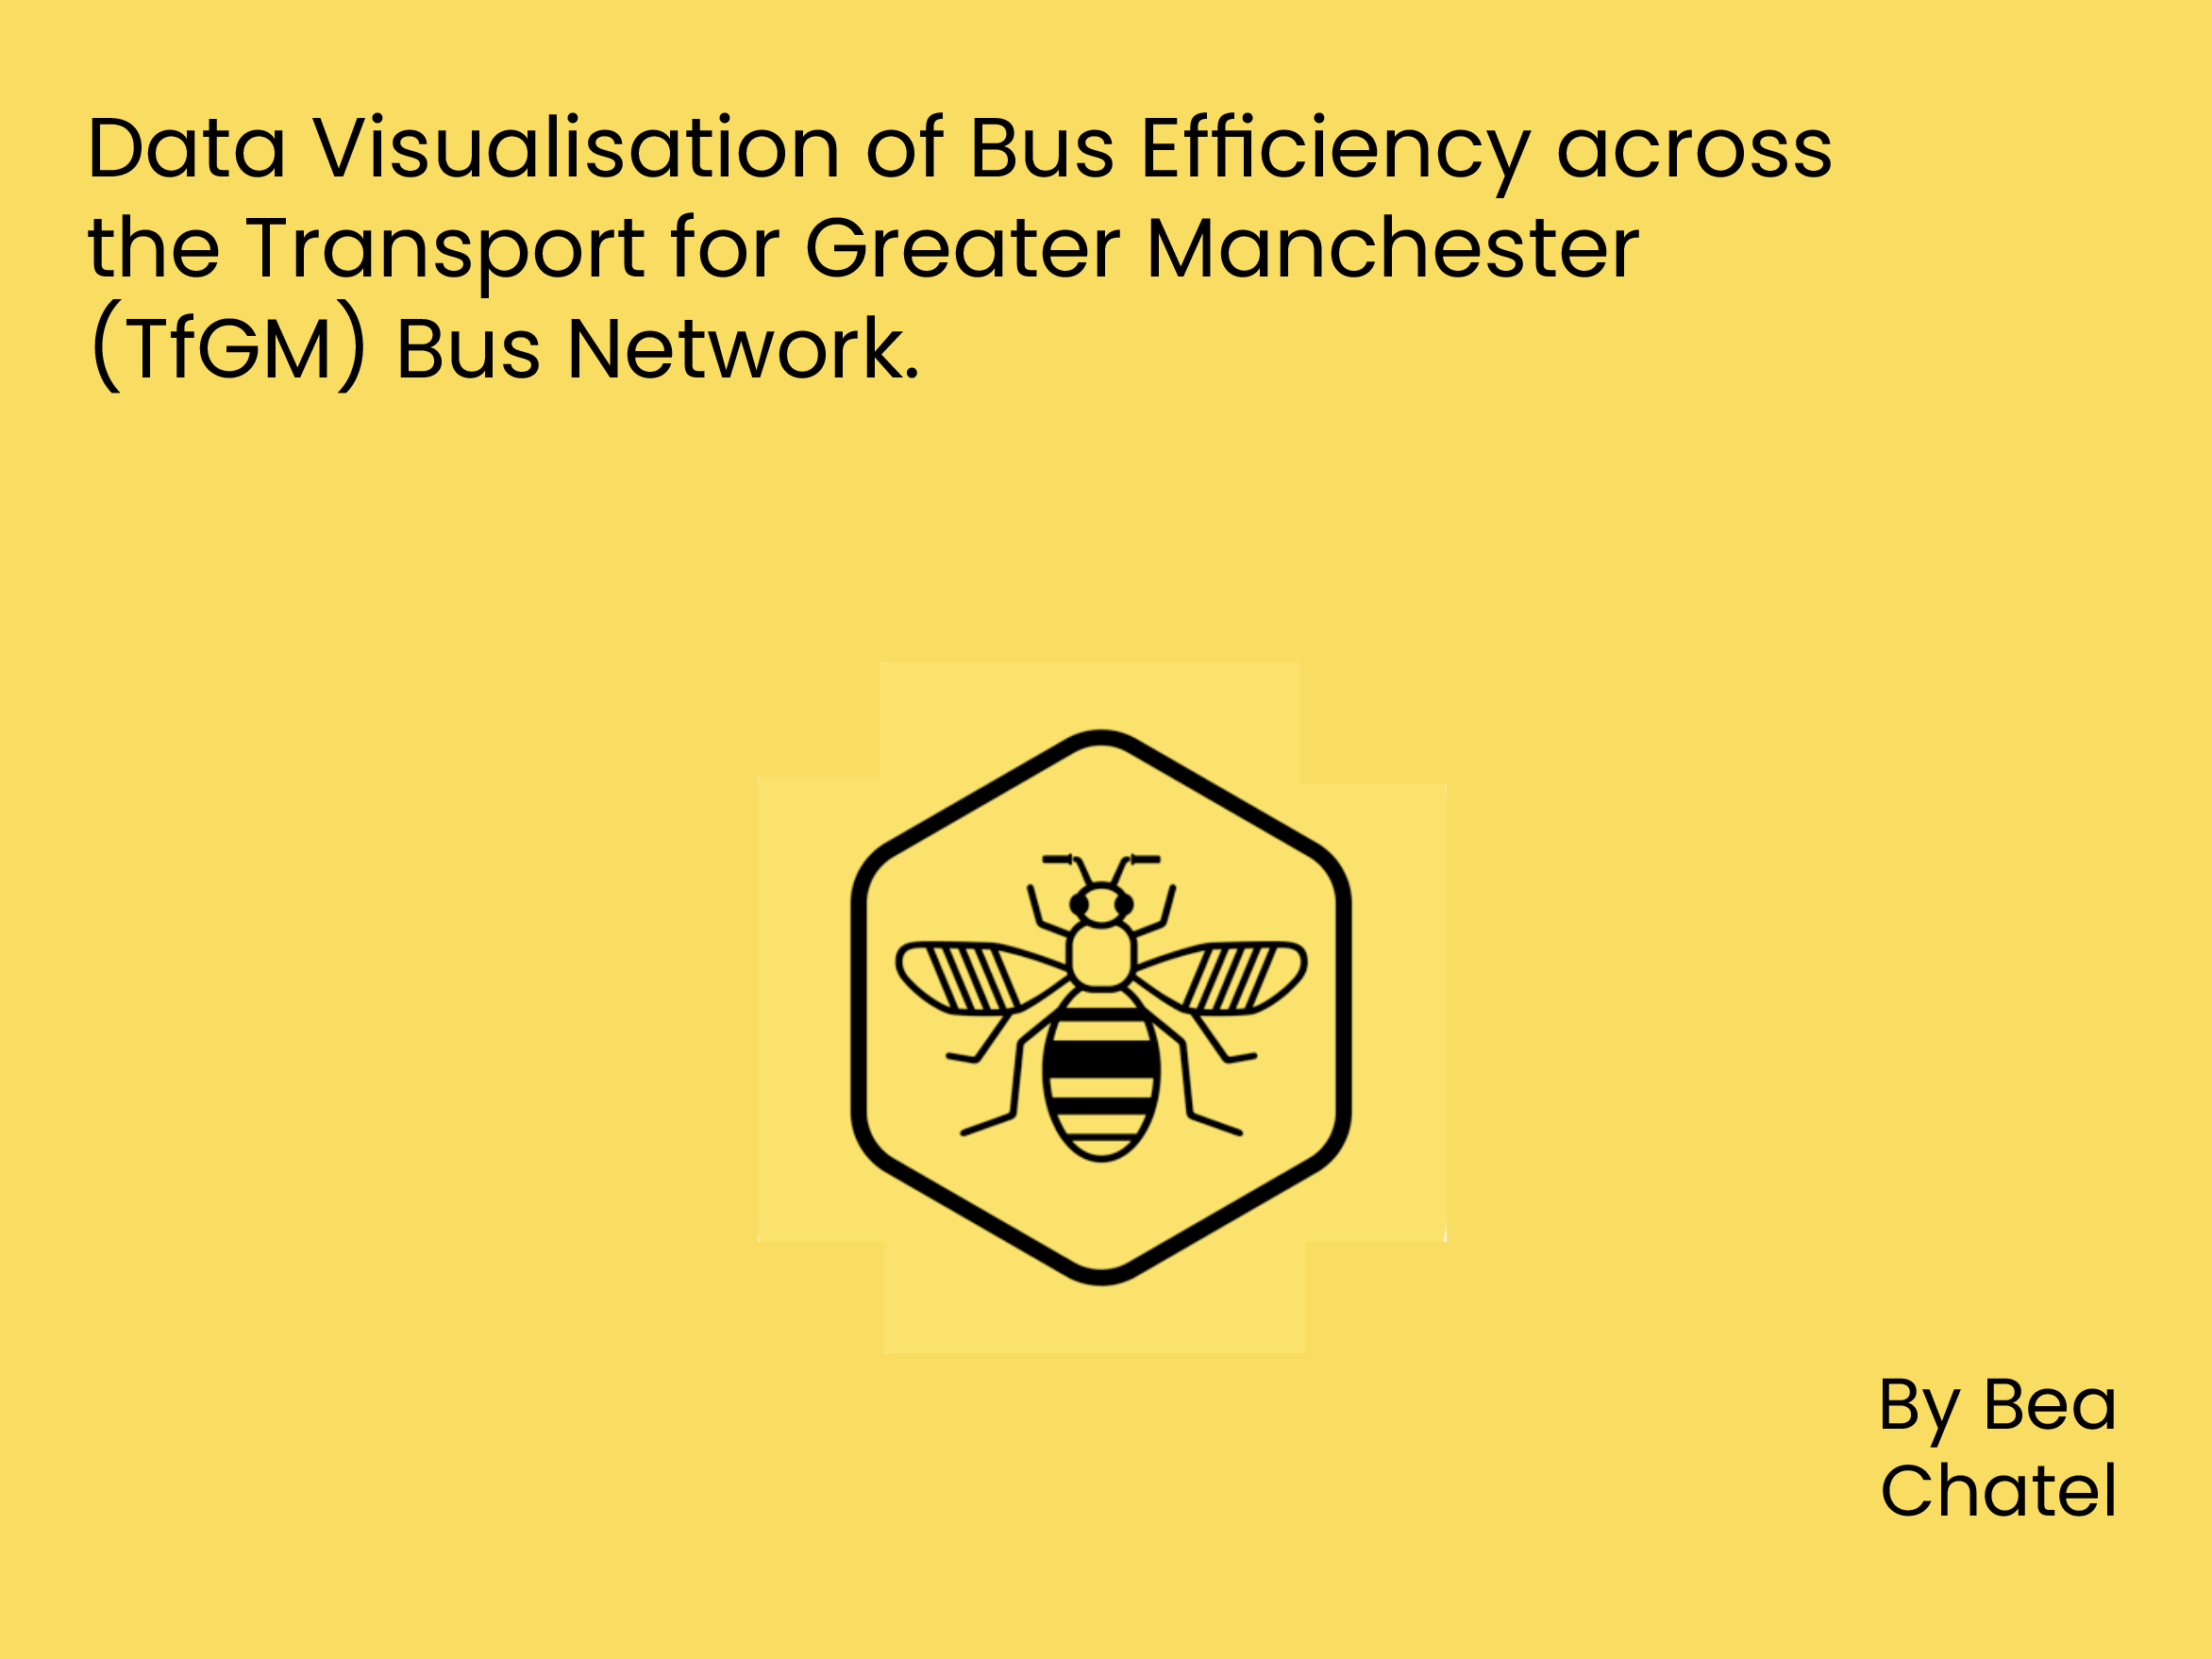 Data Visualisation of Bus Efficiency across
the Transport for Greater Manchester
(TfGM) Bus Network.
By Bea
Chatel